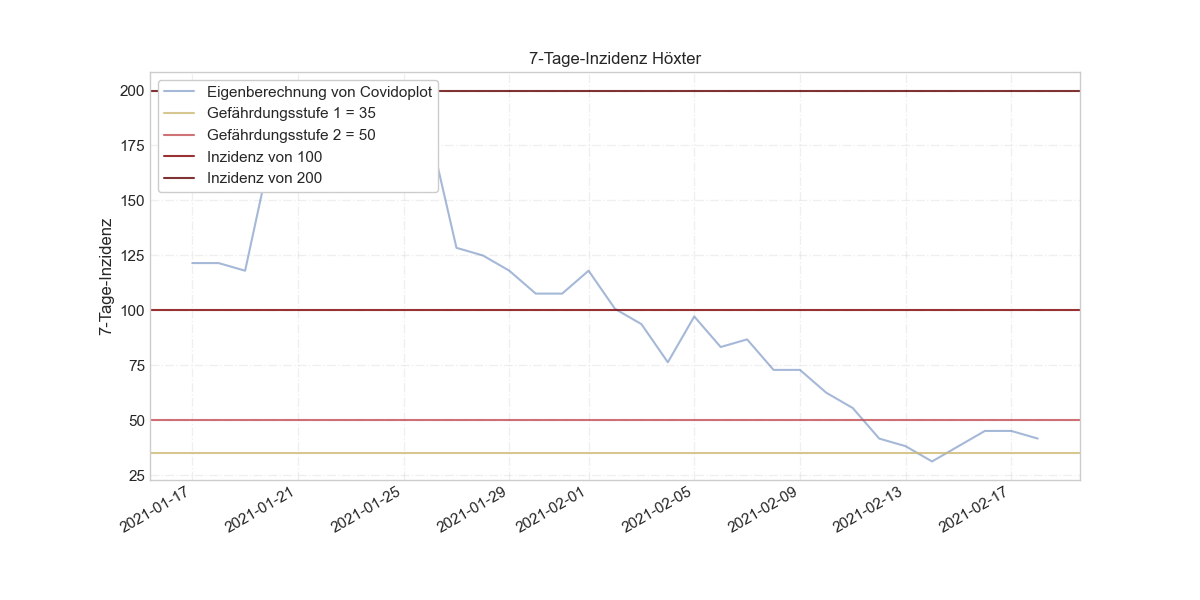 7-Tage-Inzidenz Höxter
Eigenberechnung von Covidoplot
Gefährdungsstufe 1 = 35
Gefährdungsstufe 2 = 50
Inzidenz von 100
Inzidenz von 200
7-Tage-Inzidenz
200
175
150
125
100
75
50
25
2021-01-17
2021-01-21
2021-01-25
2021-01-29
2021-02-01
2021-02-05
2021-02-09
2021-02-13
2021-02-17